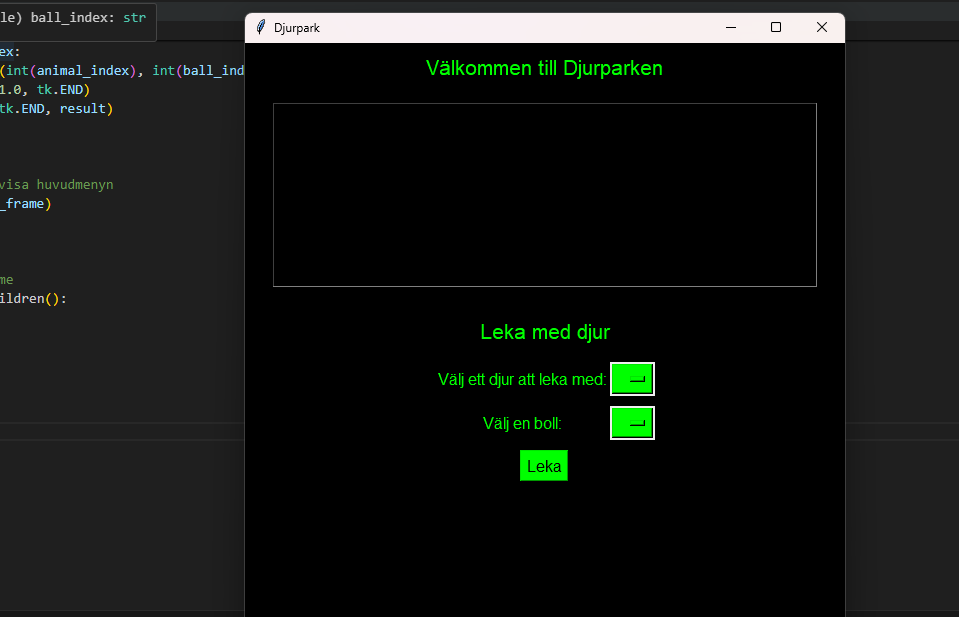 le) ball_index: str
ex:
(int(animal_index), int(ball_ind
1.0, tk.END)
tk.END, result)
visa huvudmenyn
_frame)
me
ildren():
Djurpark
Välkommen till Djurparken
Leka med djur
Välj ett djur att leka med:
Välj en boll:
Leka